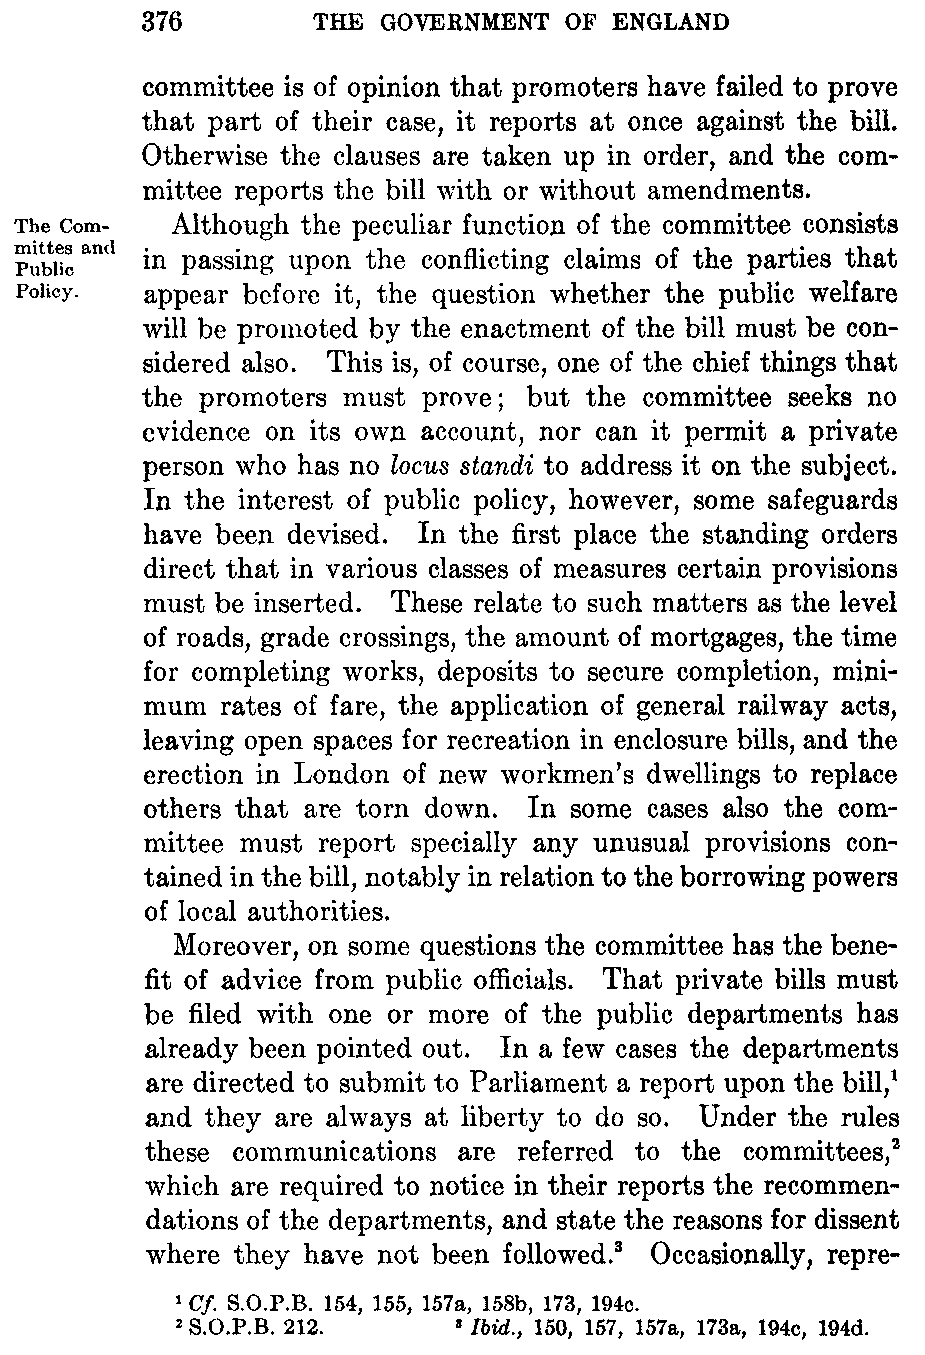 376 THE GOVERNMENT OF ENGLAND
committee is of opinion that promoters have failed to prove
that part of their case, it reports at once against the bill.
Otherwise the clauses are taken up in order, and the com-
mittee reports the bill with or without amendments.
The Com-
mittes and
Public
Policy.
Although the peculiar function of the committee consists
in passing upon the conflicting claims of the parties that
appear before it, the question whether the public welfare
will be promoted by the enactment of the bill must be con-
sidered also. This is, of course, one of the chief things that
the promoters must prove; but the committee seeks no
evidence on its own account, nor can it permit a private
person who has no locus standi to address it on the subject.
In the interest of public policy, however, some safeguards
have been devised. In the first place the standing orders
direct that in various classes of measures certain provisions
must be inserted. These relate to such matters as the level
of roads, grade crossings, the amount of mortgages, the time
for completing works, deposits to secure completion, mini-
mum rates of fare, the application of general railway acts,
leaving open spaces for recreation in enclosure bills, and the
erection in London of new workmen's dwellings to replace
others that are torn down. In some cases also the com-
mittee must report specially any unusual provisions con-
tained in the bill, notably in relation to the borrowing powers
of local authorities.
Moreover, on some questions the committee has the bene-
fit of advice from public officials. That private bills must
be filed with one or more of the public departments has
already been pointed out. In a few cases the departments
are directed to submit to Parliament a report upon the bill,¹
and they are always at liberty to do so. Under the rules
these communications are referred to the committees,²
which are required to notice in their reports the recommen-
dations of the departments, and state the reasons for dissent
where they have not been followed.³ Occasionally, repre-
¹ Cf. S.O.P.B. 154, 155, 157a, 158b, 173, 194c.
² S.O.P.B. 212. ³ Ibid., 150, 157, 157a, 173a, 194c, 194d.